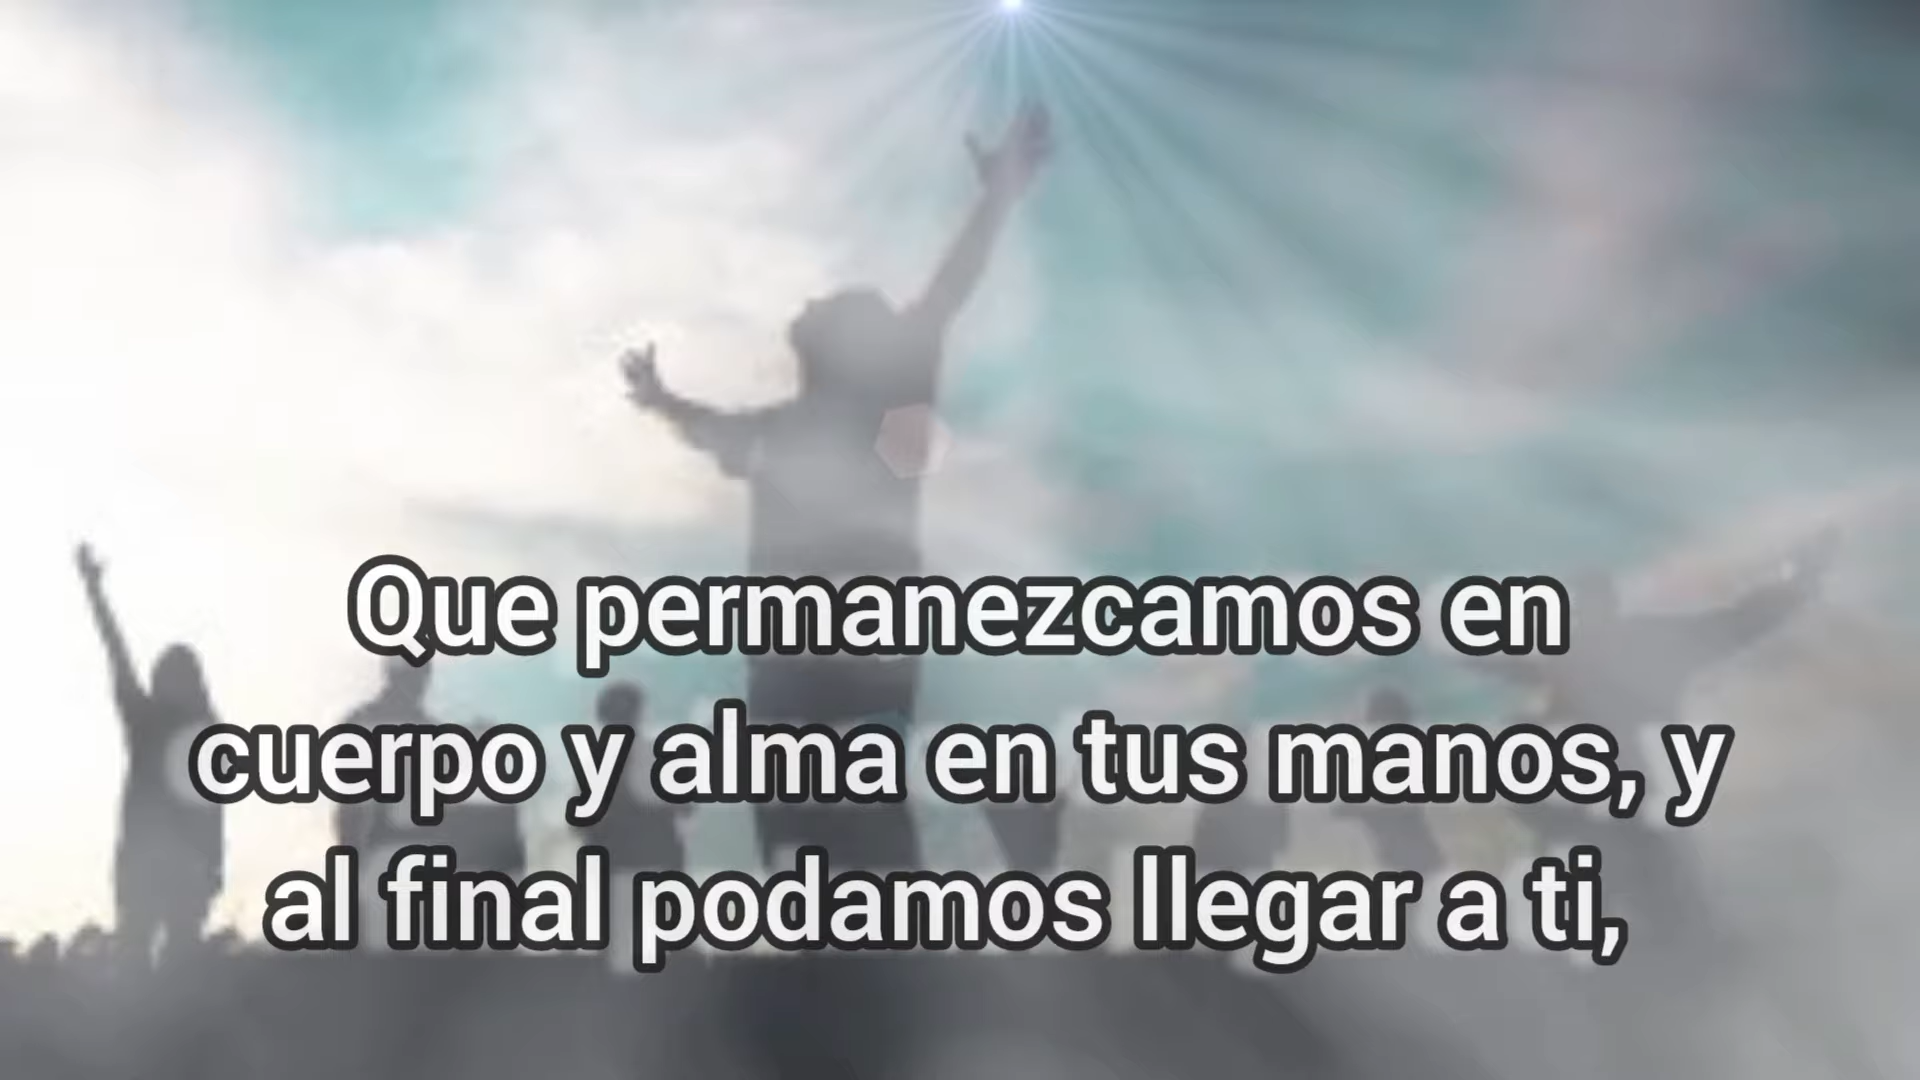 Que permanezcamos en
cuerpo y alma en tus manos, y
al final podamos llegar a ti,